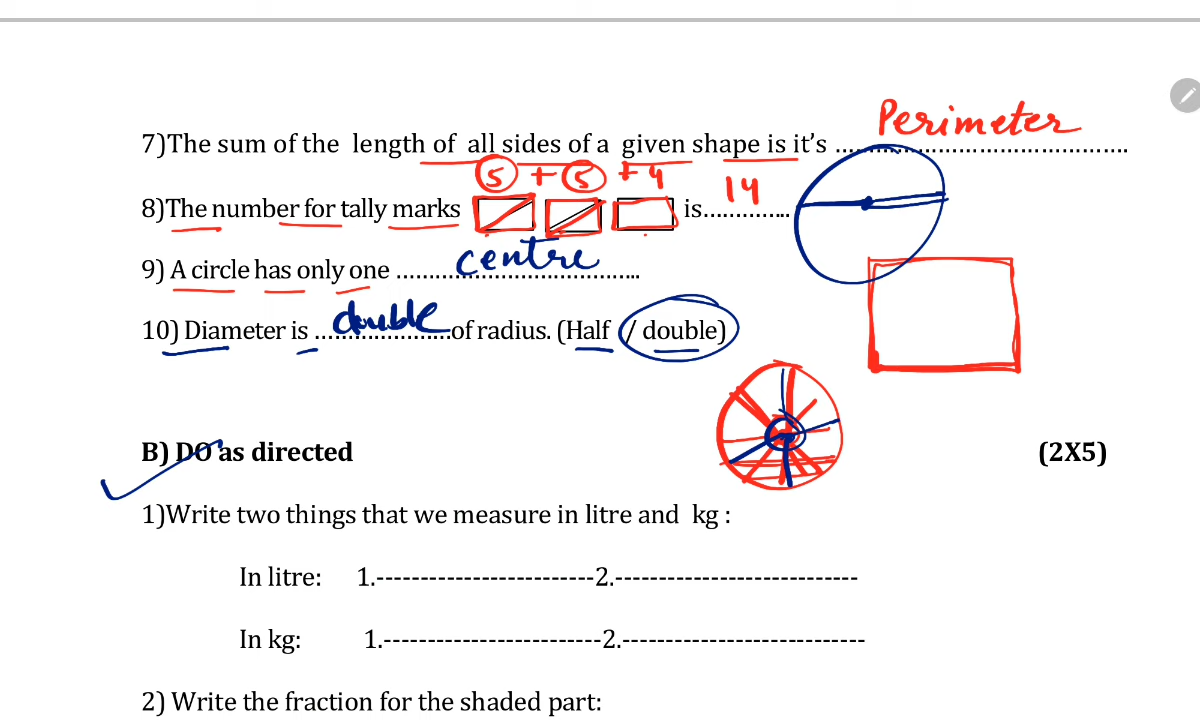 7)The sum of the length of all sides of a given shape is it's ............................................ Perimeter
5 + 5 + 4
8)The number for tally marks is.............. 14
9) A circle has only one ...................................... centre
10) Diameter is ......................of radius. (Half / double) double
B) DO as directed (2X5)
1)Write two things that we measure in litre and kg :
In litre: 1.-------------------------2.----------------------------
In kg: 1.-------------------------2.----------------------------
2) Write the fraction for the shaded part: